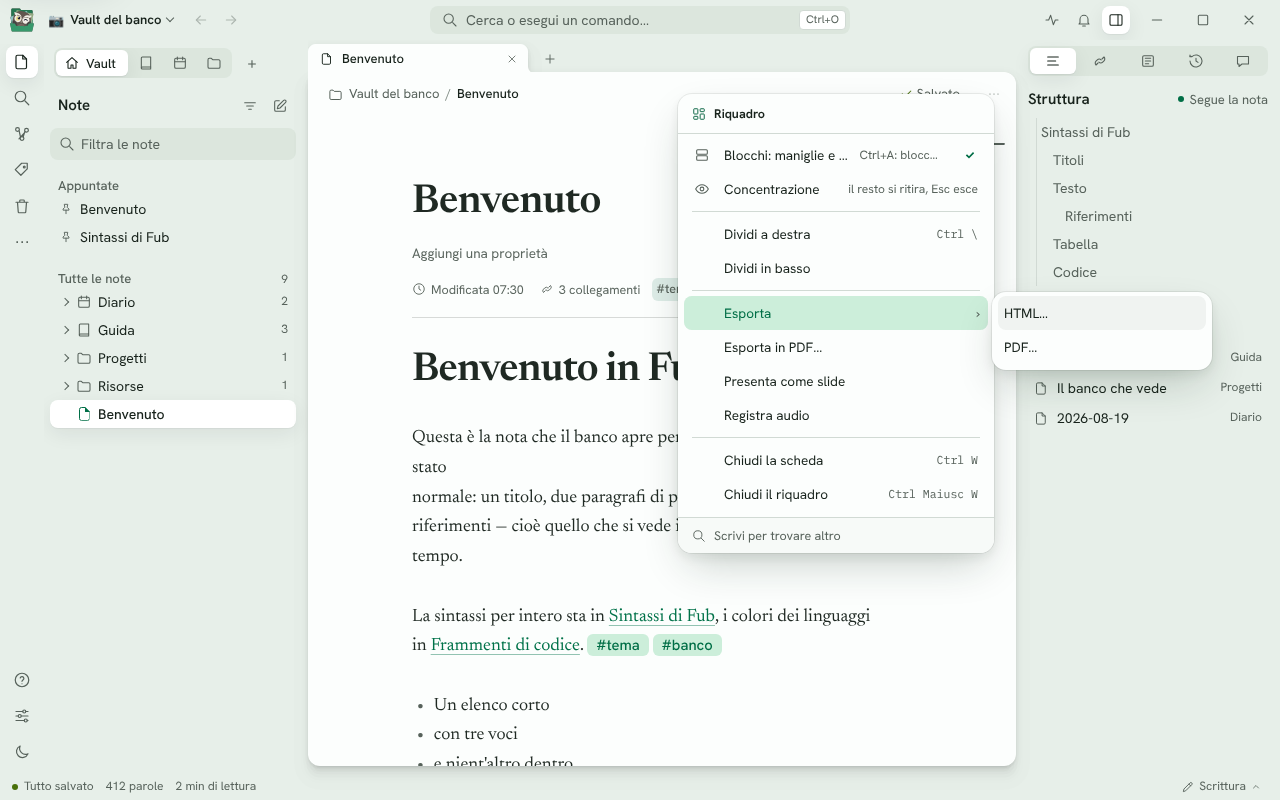 Vault del banco
Cerca o esegui un comando…
Ctrl+O
Vault
Note
Filtra le note
Appuntate
Benvenuto
Sintassi di Fub
Tutte le note 9
Diario 2
Guida 3
Progetti 1
Risorse 1
Benvenuto
Benvenuto
Vault del banco / Benvenuto
Salvato
Benvenuto
Aggiungi una proprietà
Modificata 07:30
3 collegamenti
Benvenuto in
Questa è la nota che il banco apre
stato
normale: un titolo, due paragrafi di
riferimenti — cioè quello che si vede
tempo.
La sintassi per intero sta in Sintassi di Fub, i colori dei linguaggi
in Frammenti di codice. #tema #banco
Un elenco corto
con tre voci
e nient'altro dentro
Riquadro
Blocchi: maniglie e … Ctrl+A: blocc…
Concentrazione il resto si ritira, Esc esce
Dividi a destra Ctrl \
Dividi in basso
Esporta ›
Esporta in PDF…
Presenta come slide
Registra audio
Chiudi la scheda Ctrl W
Chiudi il riquadro Ctrl Maiusc W
Scrivi per trovare altro
HTML…
PDF…
Struttura
Segue la nota
Sintassi di Fub
Titoli
Testo
Riferimenti
Tabella
Codice
Guida
Il banco che vede Progetti
2026-08-19 Diario
Tutto salvato 412 parole 2 min di lettura
Scrittura